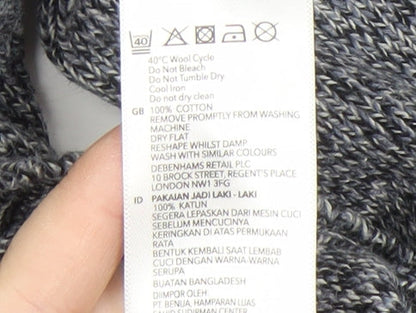 40
40°C Wool Cycle
Do Not Bleach
Do Not Tumble Dry
Cool Iron
Do not dry clean
GB 100% COTTON
REMOVE PROMPTLY FROM WASHING
MACHINE
DRY FLAT
RESHAPE WHILST DAMP
WASH WITH SIMILAR COLOURS
DEBENHAMS RETAIL PLC
10 BROCK STREET, REGENT'S PLACE
LONDON NW1 3FG
ID PAKAIAN JADI LAKI - LAKI
100% KATUN
SEGERA LEPASKAN DARI MESIN CUCI
SEBELUM MENCUCINYA
KERINGKAN DI ATAS PERMUKAAN
RATA
BENTUK KEMBALI SAAT LEMBAB
CUCI DENGAN WARNA-WARNA
SERUPA
BUATAN BANGLADESH
DIIMPOR OLEH
PT. BENUA, HAMPARAN LUAS
SUDIRMAN CENTER